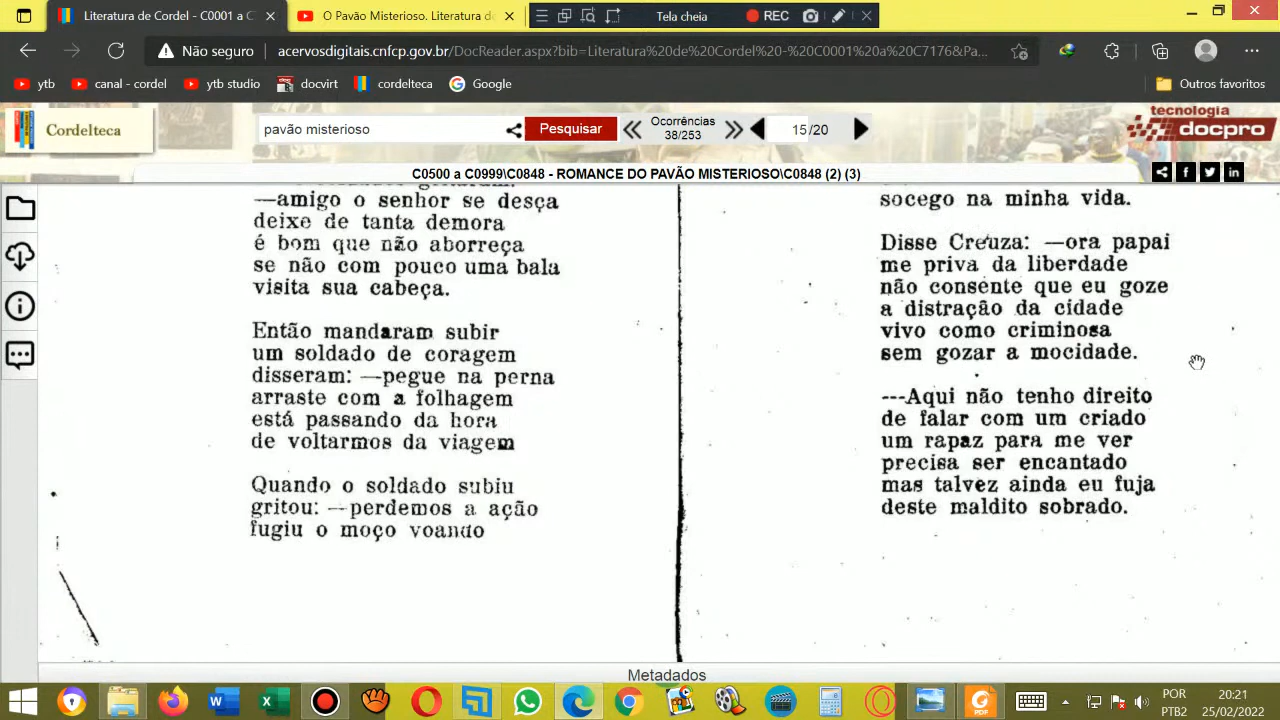 Literatura de Cordel - C0001 a C
O Pavão Misterioso. Literatura de
Tela cheia
REC
Não seguro
acervosdigitais.cnfcp.gov.br/DocReader.aspx?bib=Literatura%20de%20Cordel%20-%20C0001%20a%20C7176&Pa...
ytb
canal - cordel
ytb studio
docvirt
cordelteca
Google
Outros favoritos
Cordelteca
pavão misterioso
Pesquisar
Ocorrências
38/253
15/20
tecnologia
docpro
C0500 a C0999\C0848 - ROMANCE DO PAVÃO MISTERIOSO\C0848 (2) (3)
—amigo o senhor se desça
deixe de tanta demora
é bom que não aborreça
se não com pouco uma bala
visita sua cabeça.
Então mandaram subir
um soldado de coragem
disseram: —pegue na perna
arraste com a folhagem
está passando da hora
de voltarmos da viagem
Quando o soldado subiu
gritou: —perdemos a ação
fugiu o moço voando
socego na minha vida.
Disse Creuza: —ora papai
me priva da liberdade
não consente que eu goze
a distração da cidade
vivo como criminosa
sem gozar a mocidade.
---Aqui não tenho direito
de falar com um criado
um rapaz para me ver
precisa ser encantado
mas talvez ainda eu fuja
deste maldito sobrado.
Metadados
POR
PTB2
20:21
25/02/2022